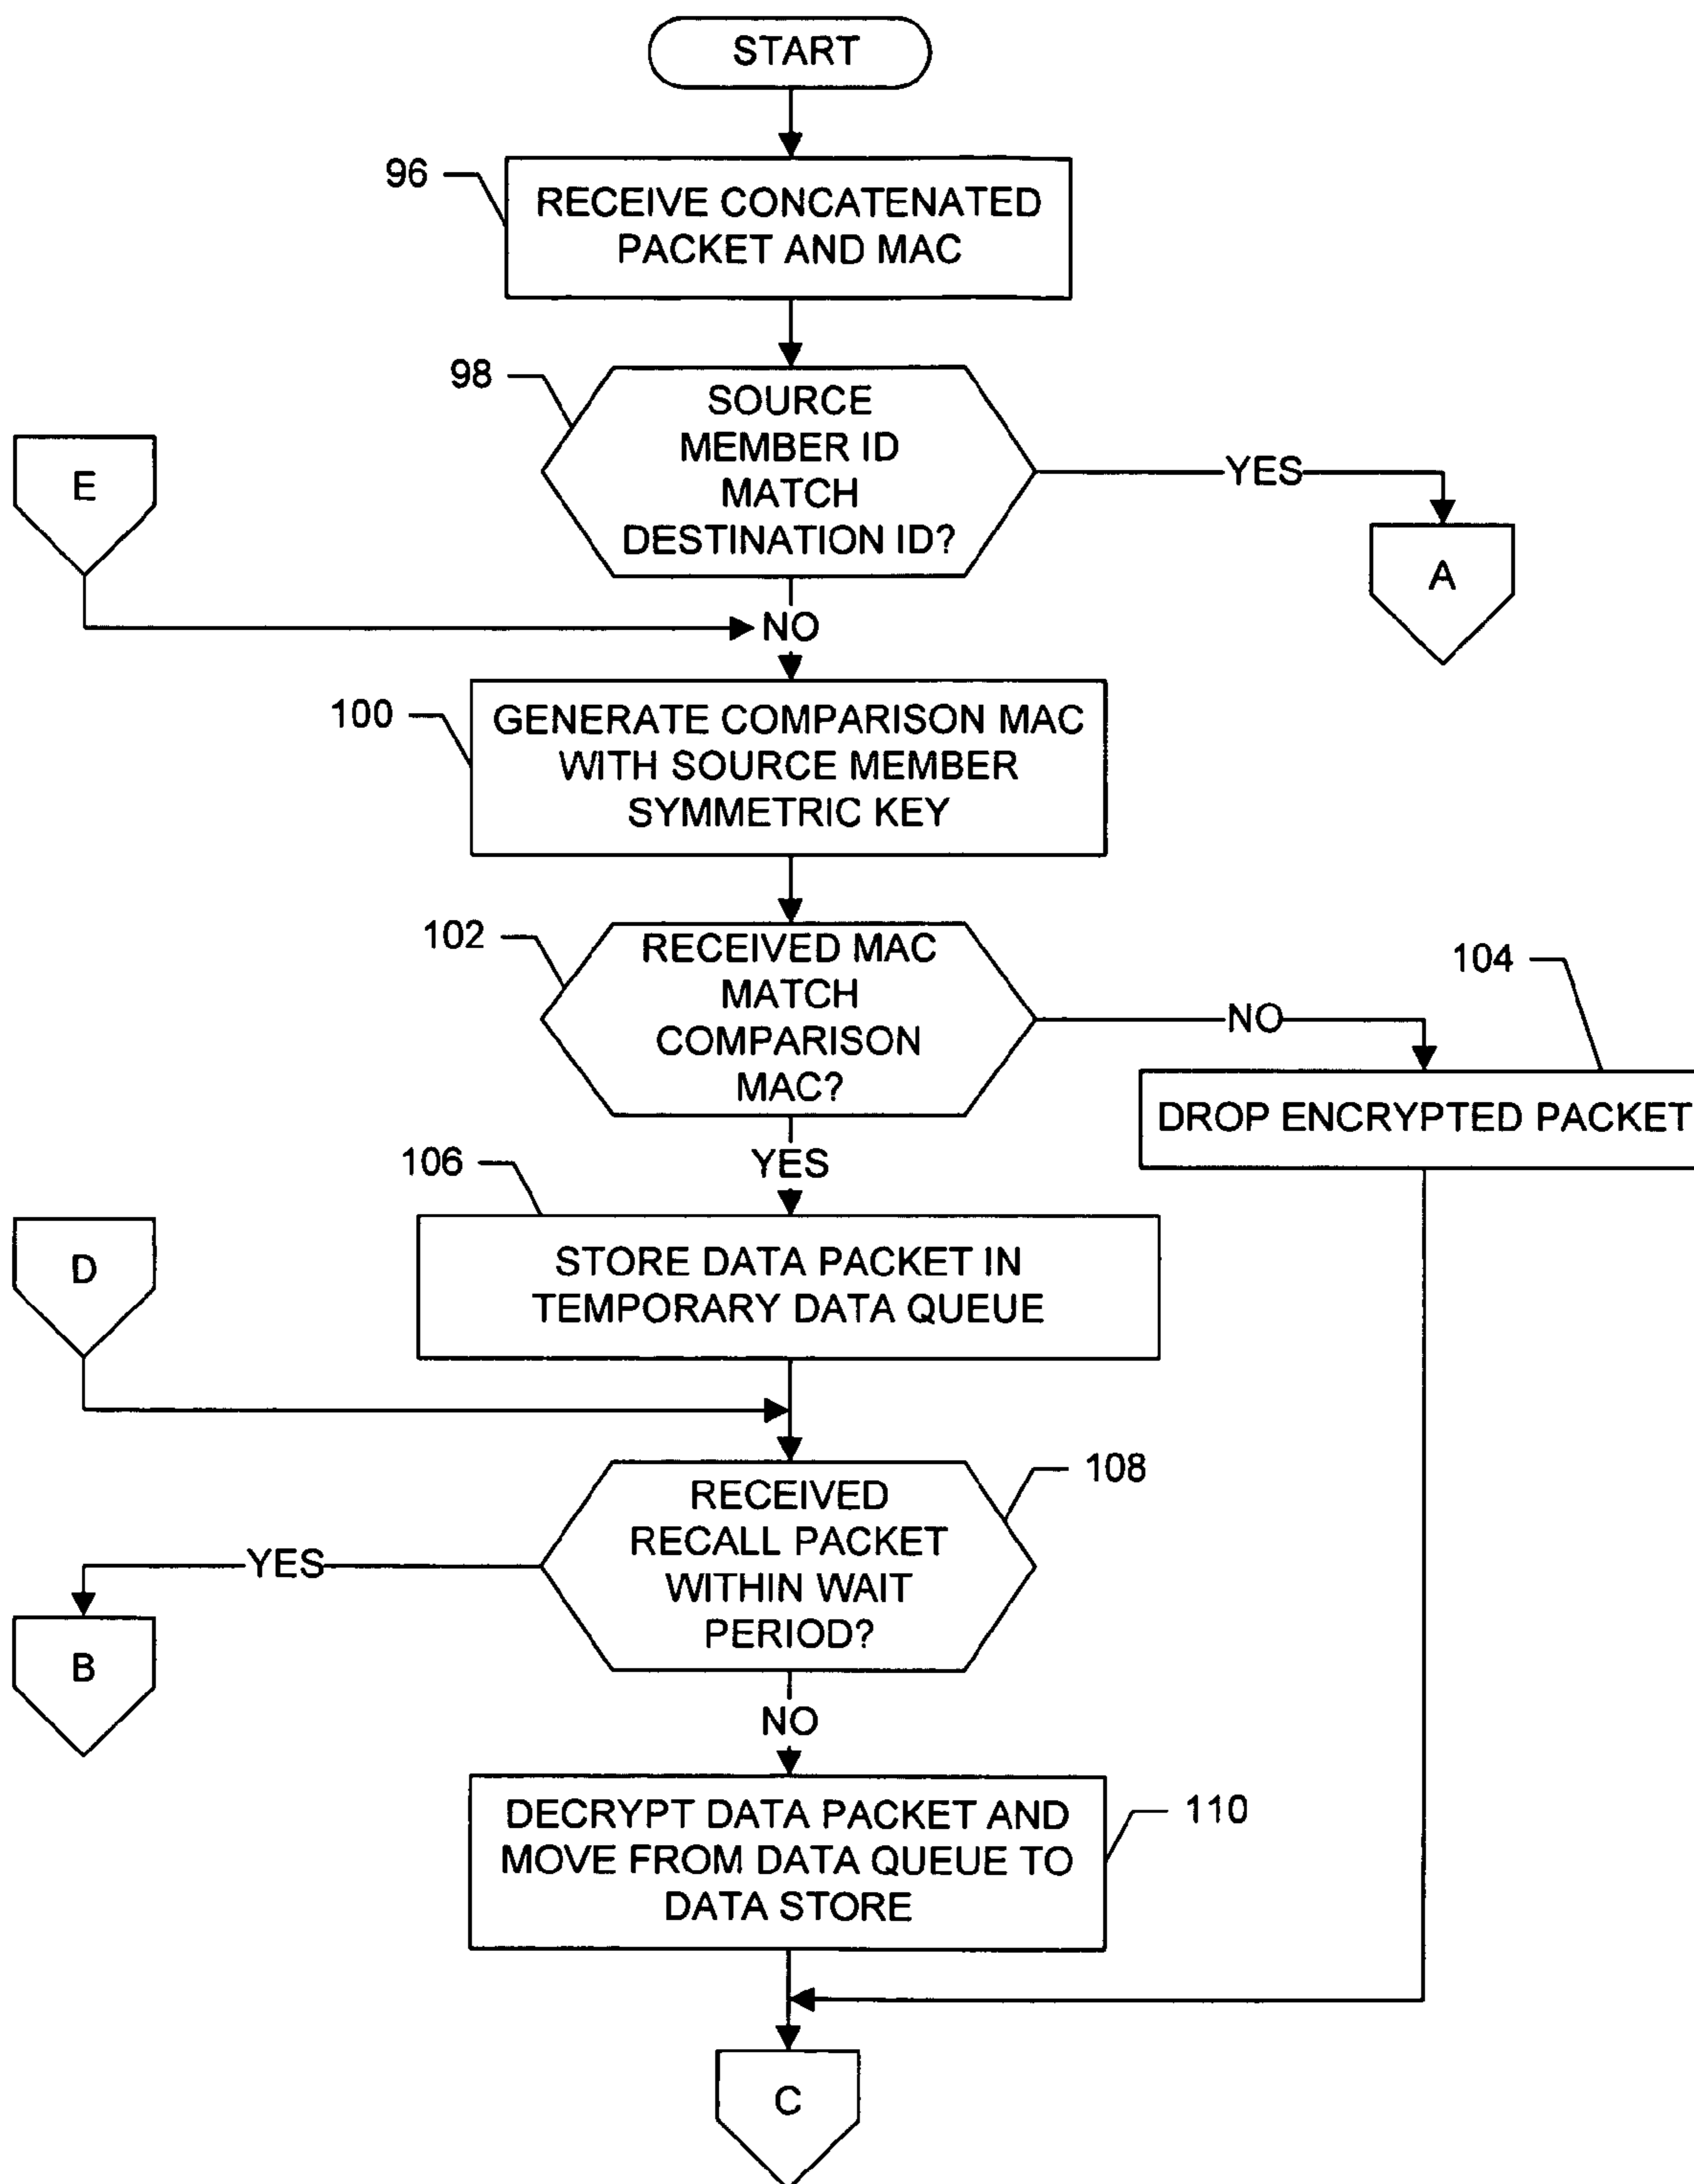 START
96
RECEIVE CONCATENATED
PACKET AND MAC
98
SOURCE
MEMBER ID
MATCH
DESTINATION ID?
E
YES
A
NO
100
GENERATE COMPARISON MAC
WITH SOURCE MEMBER
SYMMETRIC KEY
102
RECEIVED MAC
MATCH
COMPARISON
MAC?
104
NO
DROP ENCRYPTED PACKET
YES
106
STORE DATA PACKET IN
TEMPORARY DATA QUEUE
D
108
RECEIVED
RECALL PACKET
WITHIN WAIT
PERIOD?
YES
B
NO
110
DECRYPT DATA PACKET AND
MOVE FROM DATA QUEUE TO
DATA STORE
C